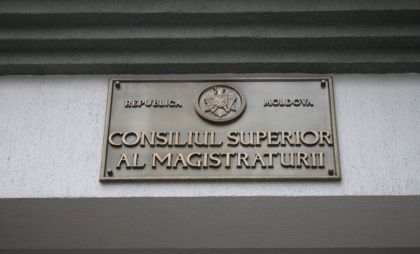 REPUBLICA MOLDOVA
CONSILIUL SUPERIOR
AL MAGISTRATURII